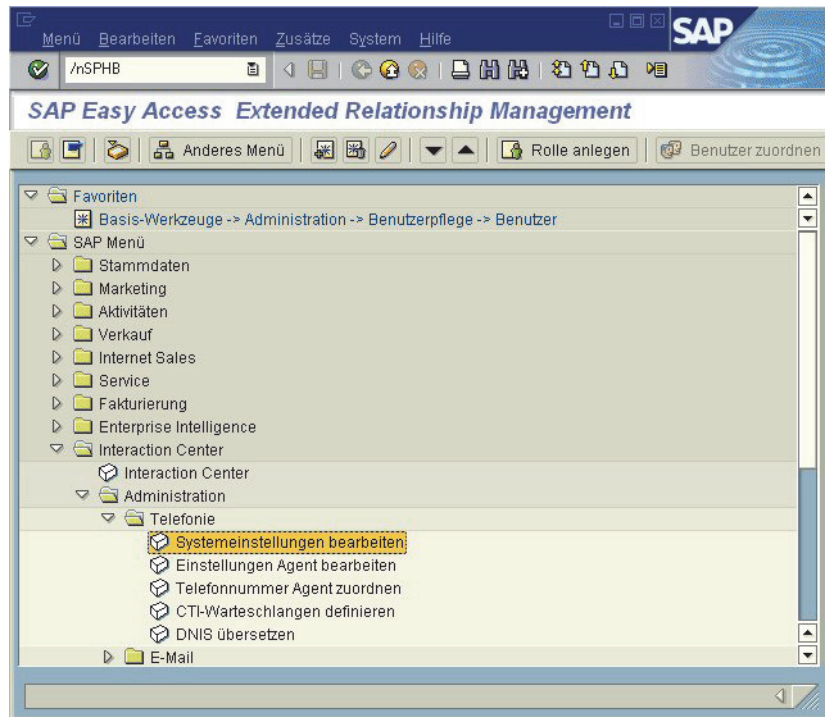 Menü Bearbeiten Favoriten Zusätze System Hilfe
SAP
/nSPHB
SAP Easy Access Extended Relationship Management
Anderes Menü Rolle anlegen Benutzer zuordnen
Favoriten
Basis-Werkzeuge -> Administration -> Benutzerpflege -> Benutzer
SAP Menü
Stammdaten
Marketing
Aktivitäten
Verkauf
Internet Sales
Service
Fakturierung
Enterprise Intelligence
Interaction Center
Interaction Center
Administration
Telefonie
Systemeinstellungen bearbeiten
Einstellungen Agent bearbeiten
Telefonnummer Agent zuordnen
CTI-Warteschlangen definieren
DNIS übersetzen
E-Mail